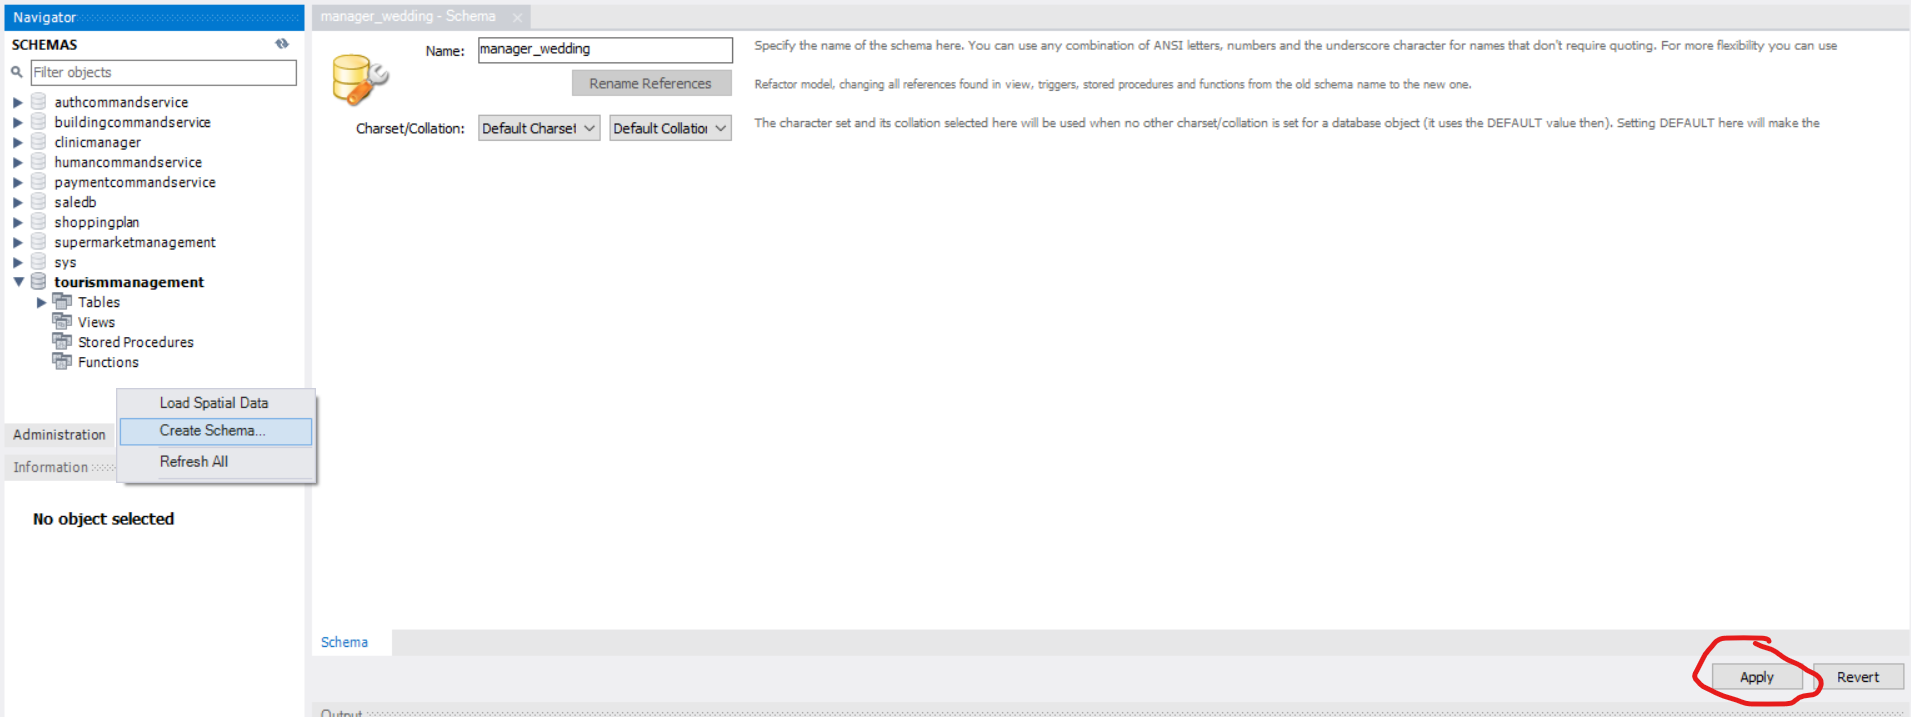 Navigator
SCHEMAS
Filter objects
authcommandservice
buildingcommandservice
clinicmanager
humancommandservice
paymentcommandservice
saledb
shoppingplan
supermarketmanagement
sys
tourismmanagement
Tables
Views
Stored Procedures
Functions
Load Spatial Data
Create Schema...
Refresh All
Administration
Information
No object selected
manager_wedding - Schema
Name: manager_wedding
Specify the name of the schema here. You can use any combination of ANSI letters, numbers and the underscore character for names that don't require quoting. For more flexibility you can use
Rename References
Refactor model, changing all references found in view, triggers, stored procedures and functions from the old schema name to the new one.
Charset/Collation: Default Charset Default Collation
The character set and its collation selected here will be used when no other charset/collation is set for a database object (it uses the DEFAULT value then). Setting DEFAULT here will make the
Schema
Apply Revert
Output